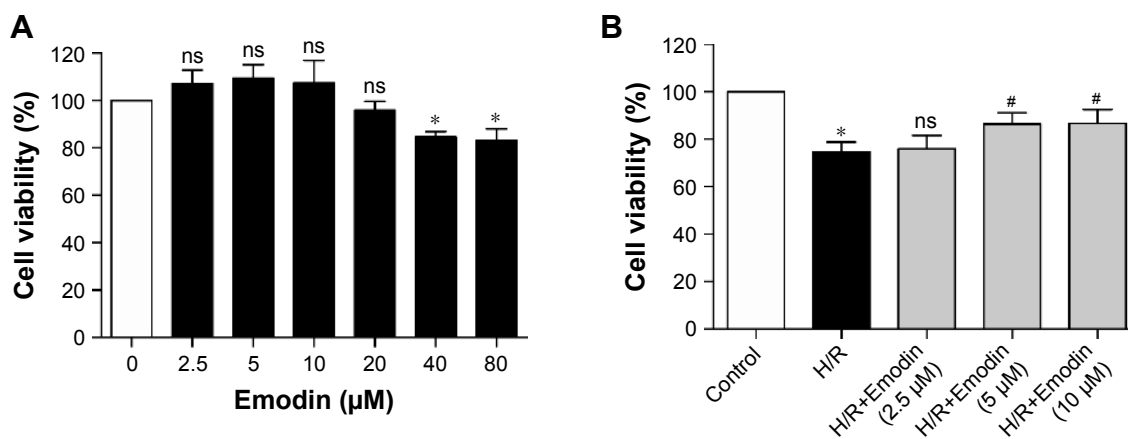 A
Cell viability (%)
120
100
80
60
40
20
0
ns
ns
ns
ns
*
*
0 2.5 5 10 20 40 80
Emodin (µM)
B
Cell viability (%)
120
100
80
60
40
20
0
*
ns
#
#
Control
H/R
H/R+Emodin
(2.5 µM)
H/R+Emodin
(5 µM)
H/R+Emodin
(10 µM)